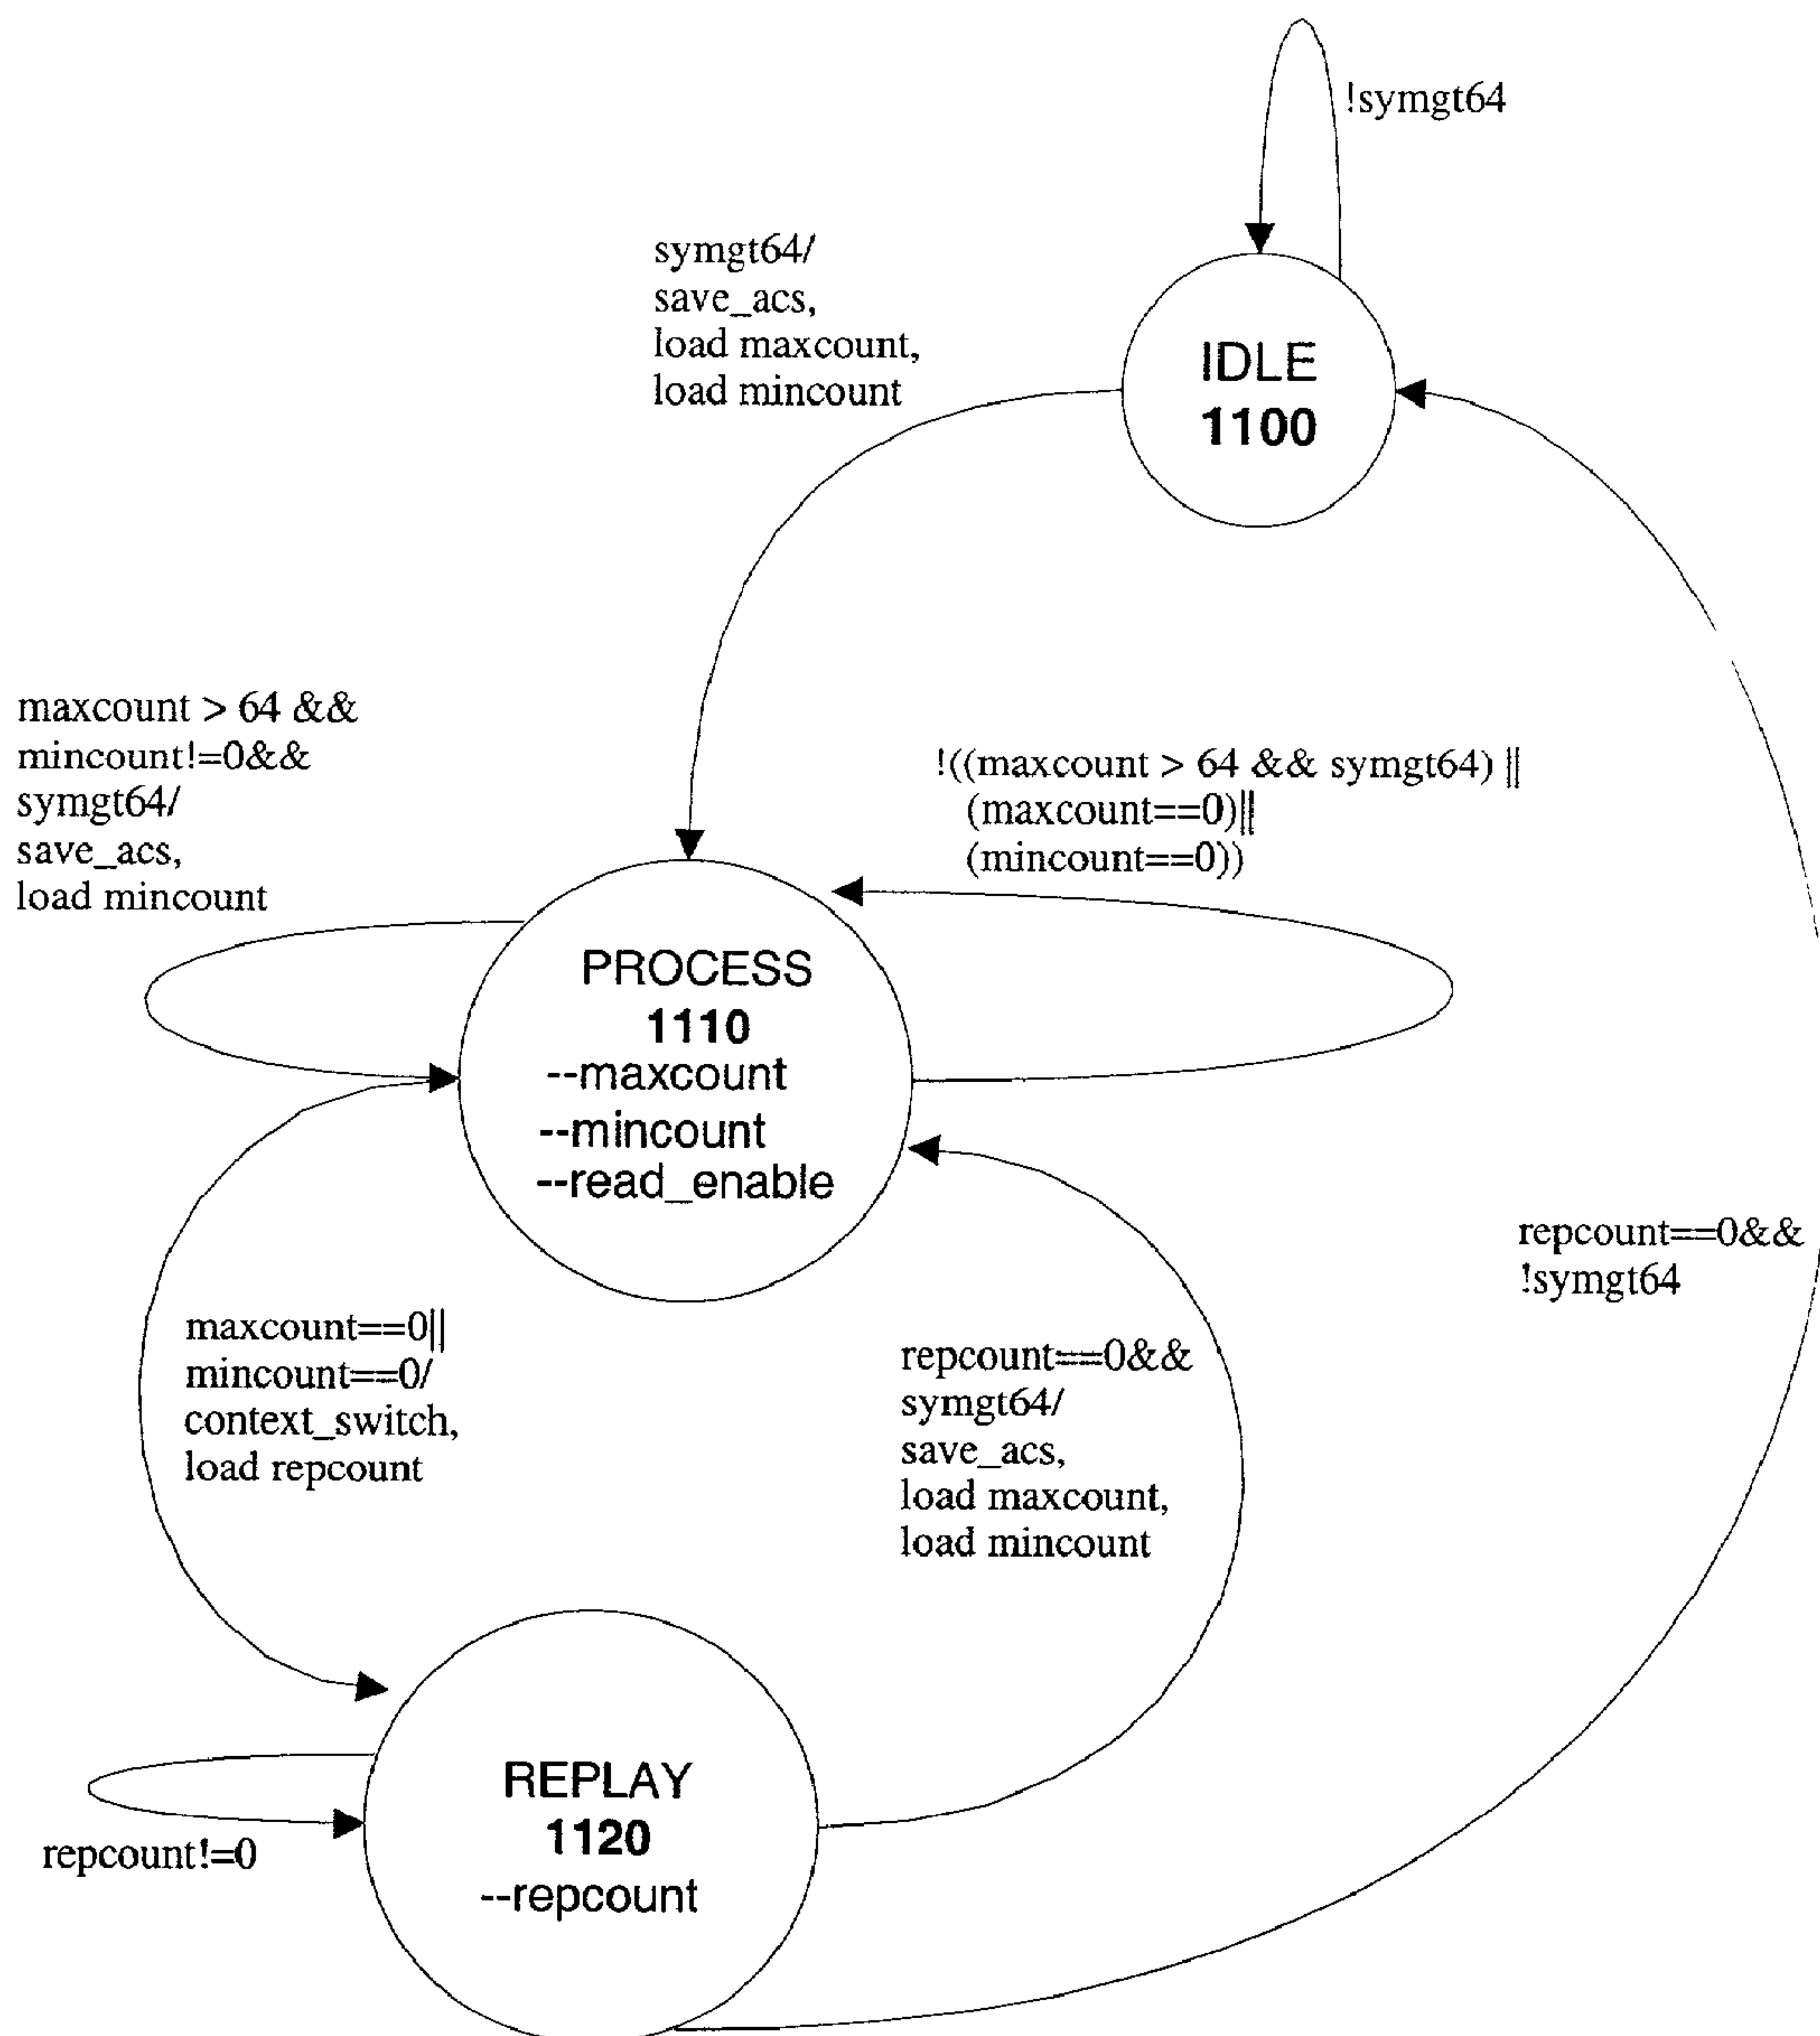 !symgt64
symgt64/
save_acs,
load maxcount,
load mincount
IDLE
1100
maxcount > 64 &&
mincount!=0&&
symgt64/
save_acs,
load mincount
!((maxcount > 64 && symgt64) ||
(maxcount==0)||
(mincount==0))
PROCESS
1110
--maxcount
--mincount
--read_enable
repcount==0&&
!symgt64
maxcount==0||
mincount==0/
context_switch,
load repcount
repcount==0&&
symgt64/
save_acs,
load maxcount,
load mincount
REPLAY
1120
--repcount
repcount!=0